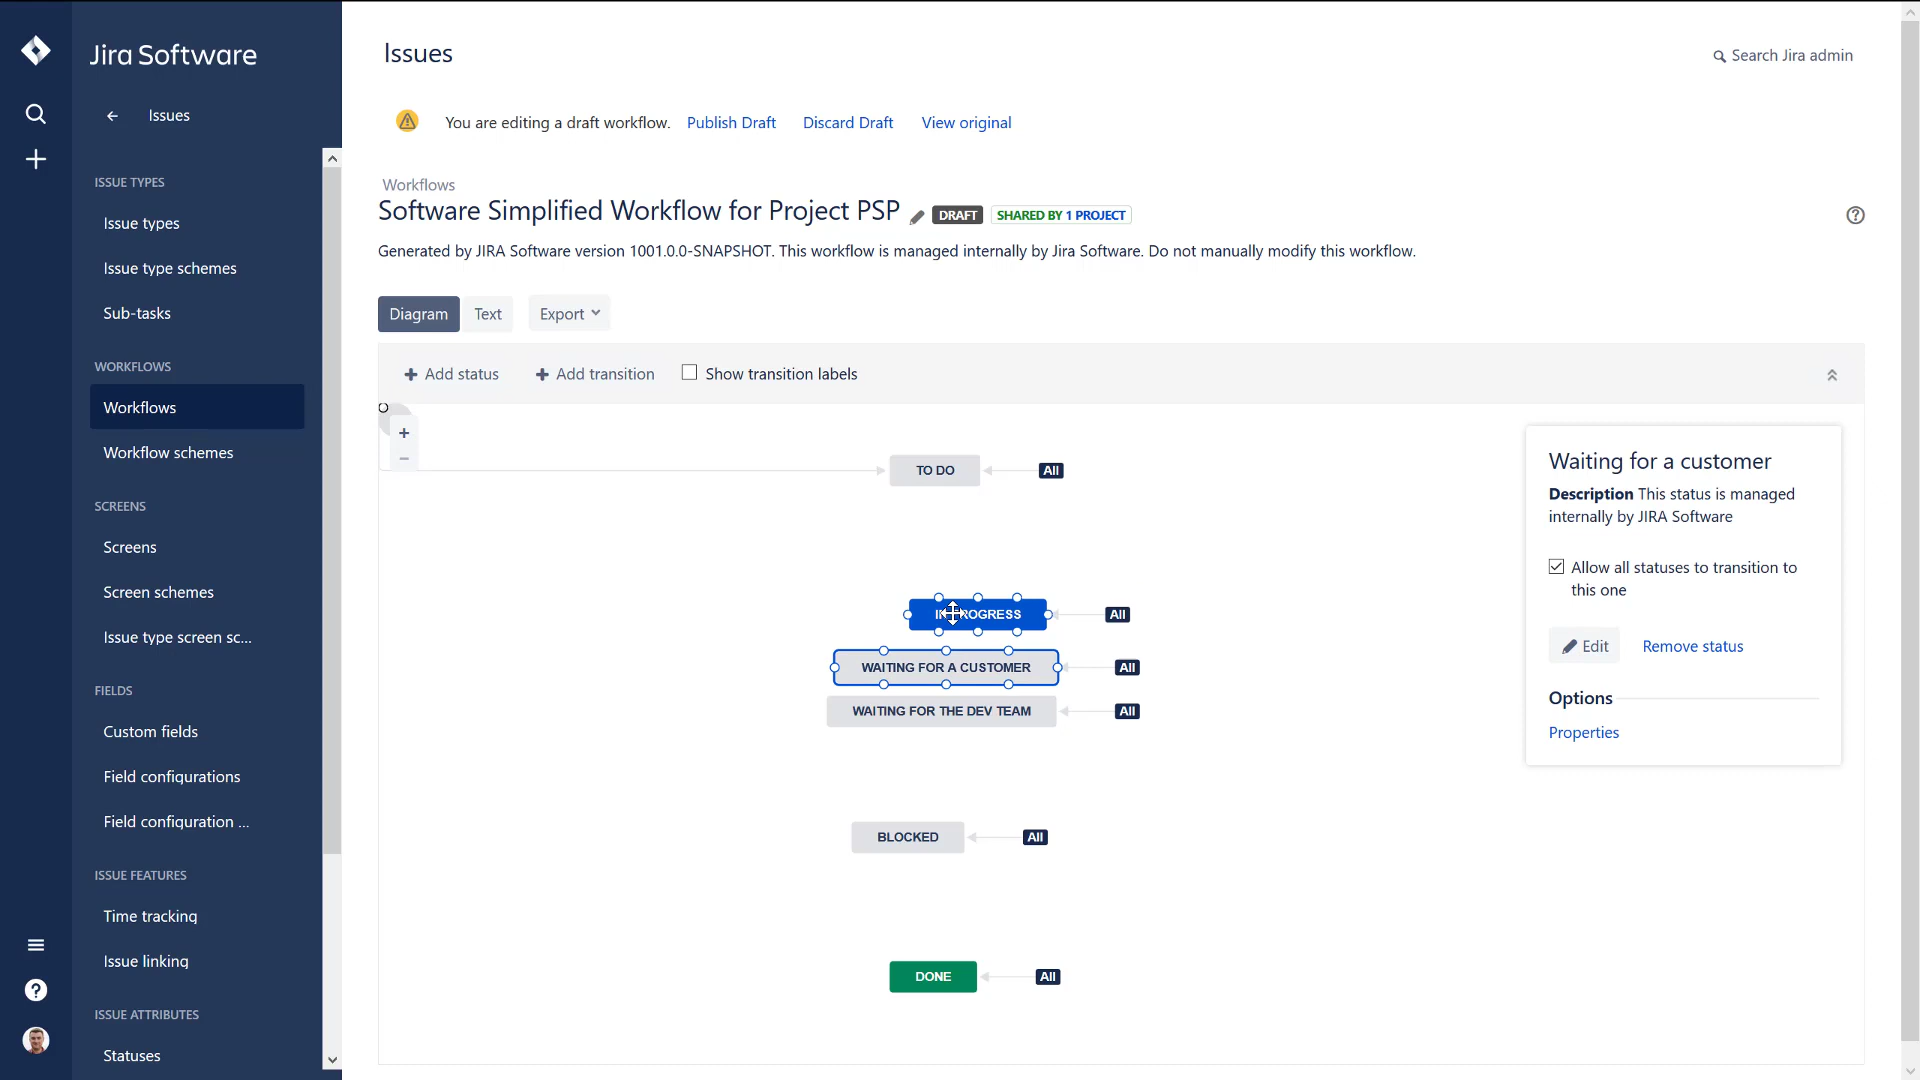 Jira Software
Issues
ISSUE TYPES
Issue types
Issue type schemes
Sub-tasks
WORKFLOWS
Workflows
Workflow schemes
SCREENS
Screens
Screen schemes
Issue type screen sc...
FIELDS
Custom fields
Field configurations
Field configuration ...
ISSUE FEATURES
Time tracking
Issue linking
ISSUE ATTRIBUTES
Statuses
Issues
Search Jira admin
You are editing a draft workflow. Publish Draft Discard Draft View original
Workflows
Software Simplified Workflow for Project PSP DRAFT SHARED BY 1 PROJECT
Generated by JIRA Software version 1001.0.0-SNAPSHOT. This workflow is managed internally by Jira Software. Do not manually modify this workflow.
Diagram Text Export
+ Add status + Add transition Show transition labels
+
−
TO DO All
IN PROGRESS All
WAITING FOR A CUSTOMER All
WAITING FOR THE DEV TEAM All
BLOCKED All
DONE All
Waiting for a customer
Description This status is managed
internally by JIRA Software
Allow all statuses to transition to
this one
Edit Remove status
Options
Properties